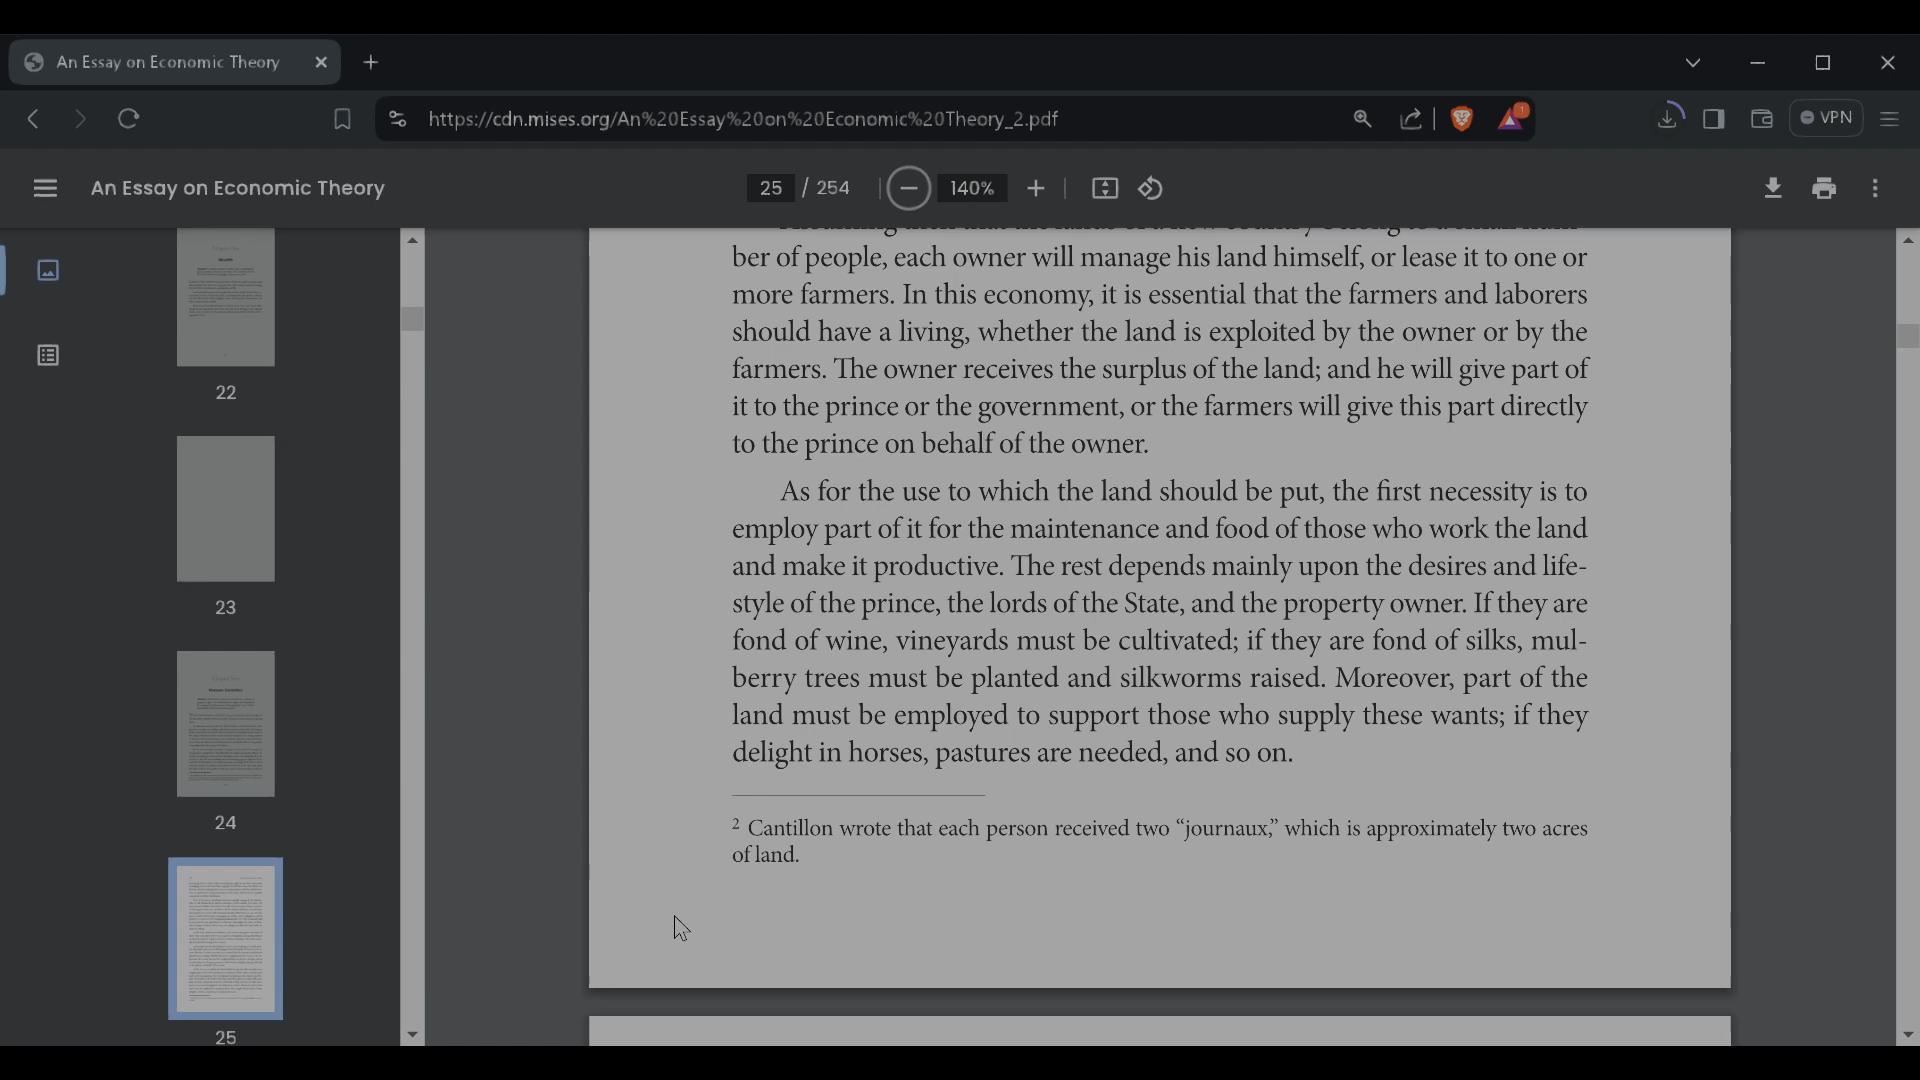 An Essay on Economic Theory
https://cdn.mises.org/An%20Essay%20on%20Economic%20Theory_2.pdf
1
VPN
An Essay on Economic Theory
25 / 254
140%
22
23
24
25
ber of people, each owner will manage his land himself, or lease it to one or
more farmers. In this economy, it is essential that the farmers and laborers
should have a living, whether the land is exploited by the owner or by the
farmers. The owner receives the surplus of the land; and he will give part of
it to the prince or the government, or the farmers will give this part directly
to the prince on behalf of the owner.
As for the use to which the land should be put, the first necessity is to
employ part of it for the maintenance and food of those who work the land
and make it productive. The rest depends mainly upon the desires and life-
style of the prince, the lords of the State, and the property owner. If they are
fond of wine, vineyards must be cultivated; if they are fond of silks, mul-
berry trees must be planted and silkworms raised. Moreover, part of the
land must be employed to support those who supply these wants; if they
delight in horses, pastures are needed, and so on.
2 Cantillon wrote that each person received two “journaux,” which is approximately two acres
of land.